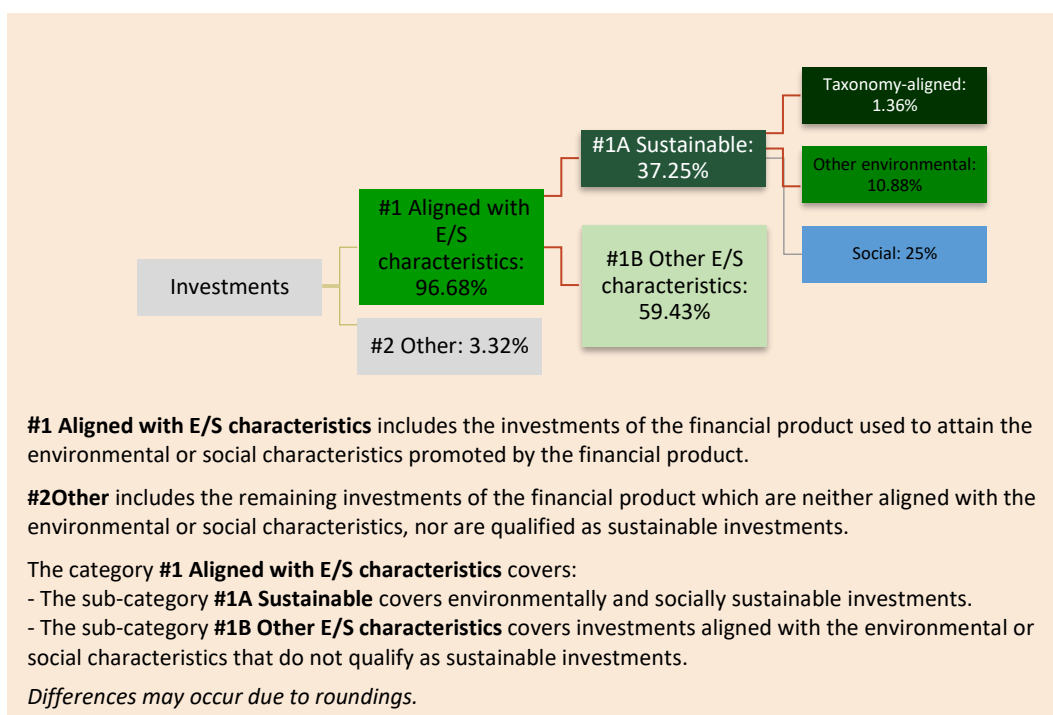 Taxonomy-aligned:
1.36%
#1A Sustainable:
37.25%
Other environmental:
10.88%
#1 Aligned with
E/S
characteristics:
96.68%
#1B Other E/S
characteristics:
59.43%
Social: 25%
Investments
#2 Other: 3.32%
#1 Aligned with E/S characteristics includes the investments of the financial product used to attain the
environmental or social characteristics promoted by the financial product.
#2Other includes the remaining investments of the financial product which are neither aligned with the
environmental or social characteristics, nor are qualified as sustainable investments.
The category #1 Aligned with E/S characteristics covers:
- The sub-category #1A Sustainable covers environmentally and socially sustainable investments.
- The sub-category #1B Other E/S characteristics covers investments aligned with the environmental or
social characteristics that do not qualify as sustainable investments.
Differences may occur due to roundings.